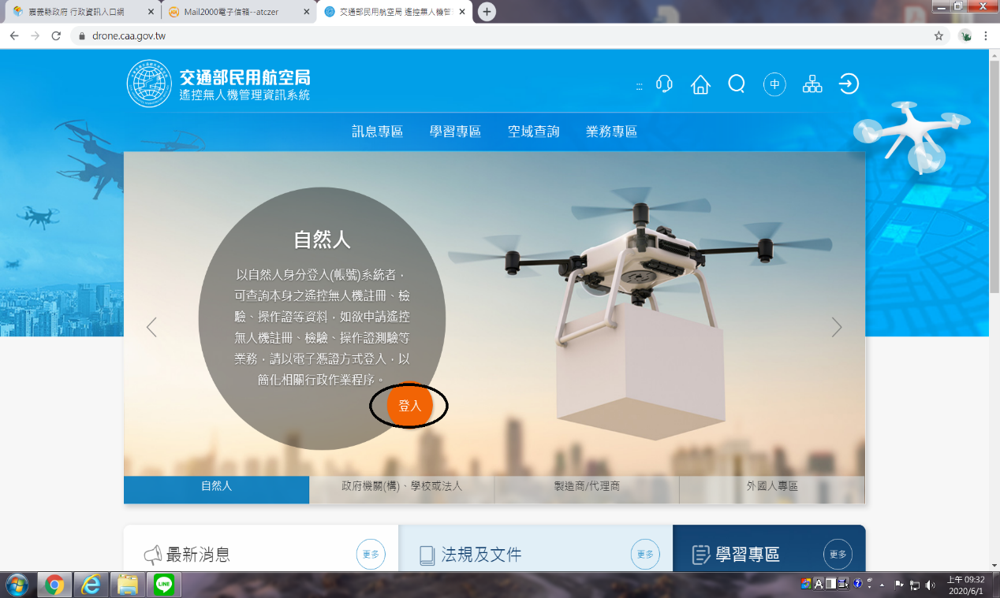 嘉義縣政府 行政資訊入口網
Mail2000電子信箱--atczer
交通部民用航空局 遙控無人機管
drone.caa.gov.tw
交通部民用航空局
遙控無人機管理資訊系統
:::
中
訊息專區
學習專區
空域查詢
業務專區
自然人
以自然人身分登入(帳號)系統者，
可查詢本身之遙控無人機註冊、檢
驗、操作證等資料，如欲申請遙控
無人機註冊、檢驗、操作證測驗等
業務，請以電子憑證方式登入，以
簡化相關行政作業程序。
登入
自然人
政府機關(構)、學校或法人
製造商/代理商
外國人專區
最新消息
更多
法規及文件
更多
學習專區
更多
LINE
A
上午 09:32
2020/6/1